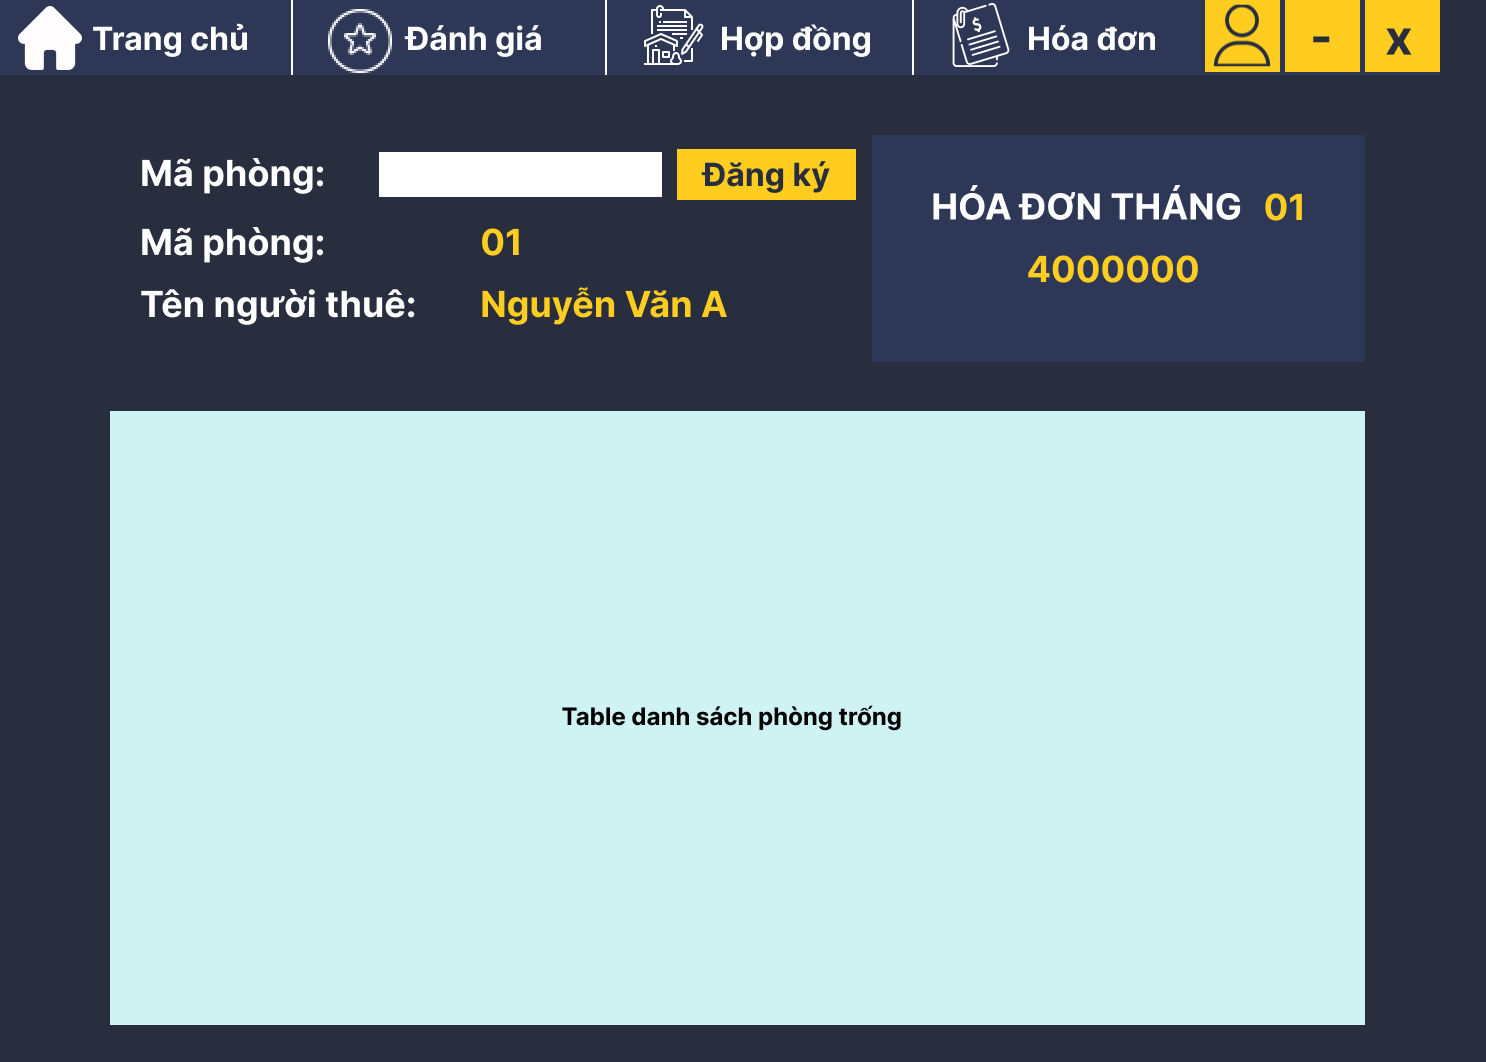 Trang chủ
Đánh giá
Hợp đồng
$
Hóa đơn
-
x
Mã phòng:
Đăng ký
Mã phòng: 01
Tên người thuê: Nguyễn Văn A
HÓA ĐƠN THÁNG 01
4000000
Table danh sách phòng trống